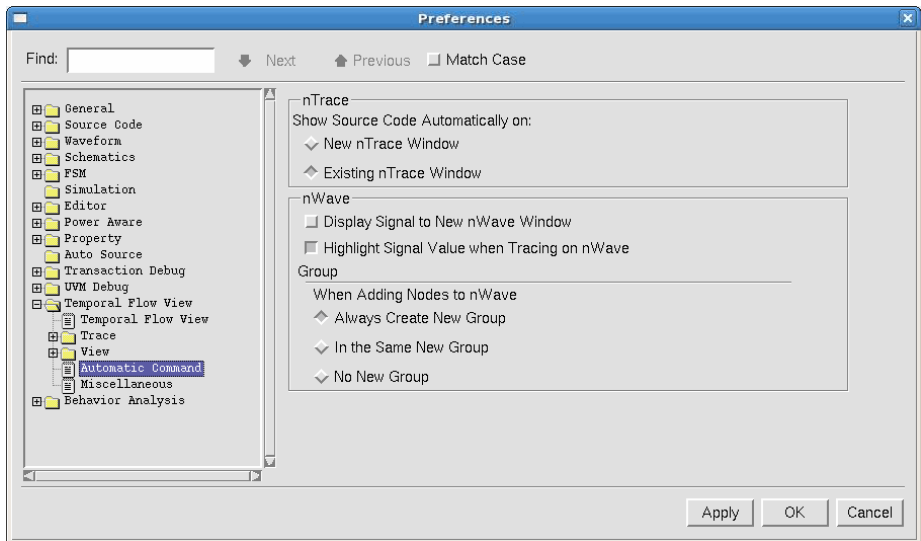 Preferences
Find:
Next
Previous
Match Case
General
Source Code
Waveform
Schematics
FSM
Simulation
Editor
Power Aware
Property
Auto Source
Transaction Debug
UVM Debug
Temporal Flow View
Temporal Flow View
Trace
View
Automatic Command
Miscellaneous
Behavior Analysis
nTrace
Show Source Code Automatically on:
New nTrace Window
Existing nTrace Window
nWave
Display Signal to New nWave Window
Highlight Signal Value when Tracing on nWave
Group
When Adding Nodes to nWave
Always Create New Group
In the Same New Group
No New Group
Apply
OK
Cancel